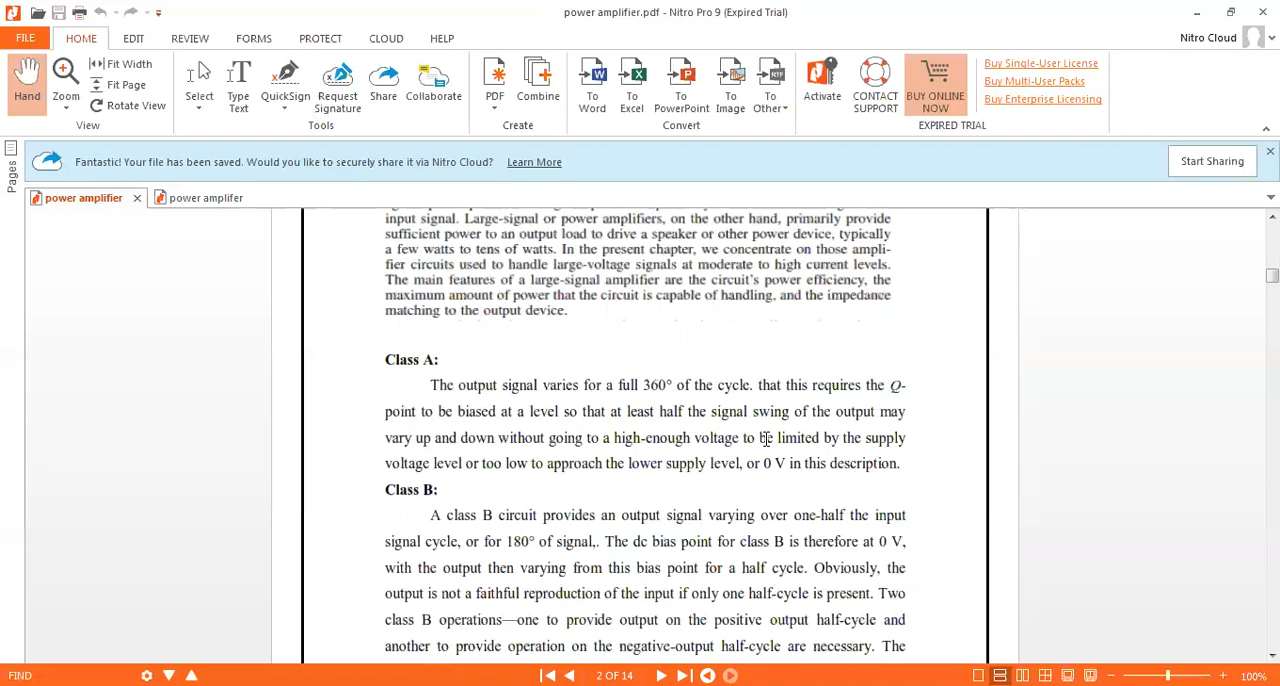 power amplifier.pdf - Nitro Pro 9 (Expired Trial)
FILE HOME EDIT REVIEW FORMS PROTECT CLOUD HELP Nitro Cloud
Hand
Zoom
Fit Width
Fit Page
Rotate View
View
Select
Type Text
QuickSign
Request Signature
Share
Collaborate
Tools
PDF
Combine
Create
To Word
To Excel
To PowerPoint
To Image
To Other
Convert
Activate
CONTACT SUPPORT
BUY ONLINE NOW
Buy Single-User License
Buy Multi-User Packs
Buy Enterprise Licensing
EXPIRED TRIAL
Pages
Fantastic! Your file has been saved. Would you like to securely share it via Nitro Cloud? Learn More Start Sharing
power amplifier power amplifer
input signal. Large-signal or power amplifiers, on the other hand, primarily provide
sufficient power to an output load to drive a speaker or other power device, typically
a few watts to tens of watts. In the present chapter, we concentrate on those ampli-
fier circuits used to handle large-voltage signals at moderate to high current levels.
The main features of a large-signal amplifier are the circuit's power efficiency, the
maximum amount of power that the circuit is capable of handling, and the impedance
matching to the output device.
Class A:
The output signal varies for a full 360° of the cycle. that this requires the Q-
point to be biased at a level so that at least half the signal swing of the output may
vary up and down without going to a high-enough voltage to be limited by the supply
voltage level or too low to approach the lower supply level, or 0 V in this description.
Class B:
A class B circuit provides an output signal varying over one-half the input
signal cycle, or for 180° of signal,. The dc bias point for class B is therefore at 0 V,
with the output then varying from this bias point for a half cycle. Obviously, the
output is not a faithful reproduction of the input if only one half-cycle is present. Two
class B operations—one to provide output on the positive output half-cycle and
another to provide operation on the negative-output half-cycle are necessary. The
FIND 2 OF 14 100%